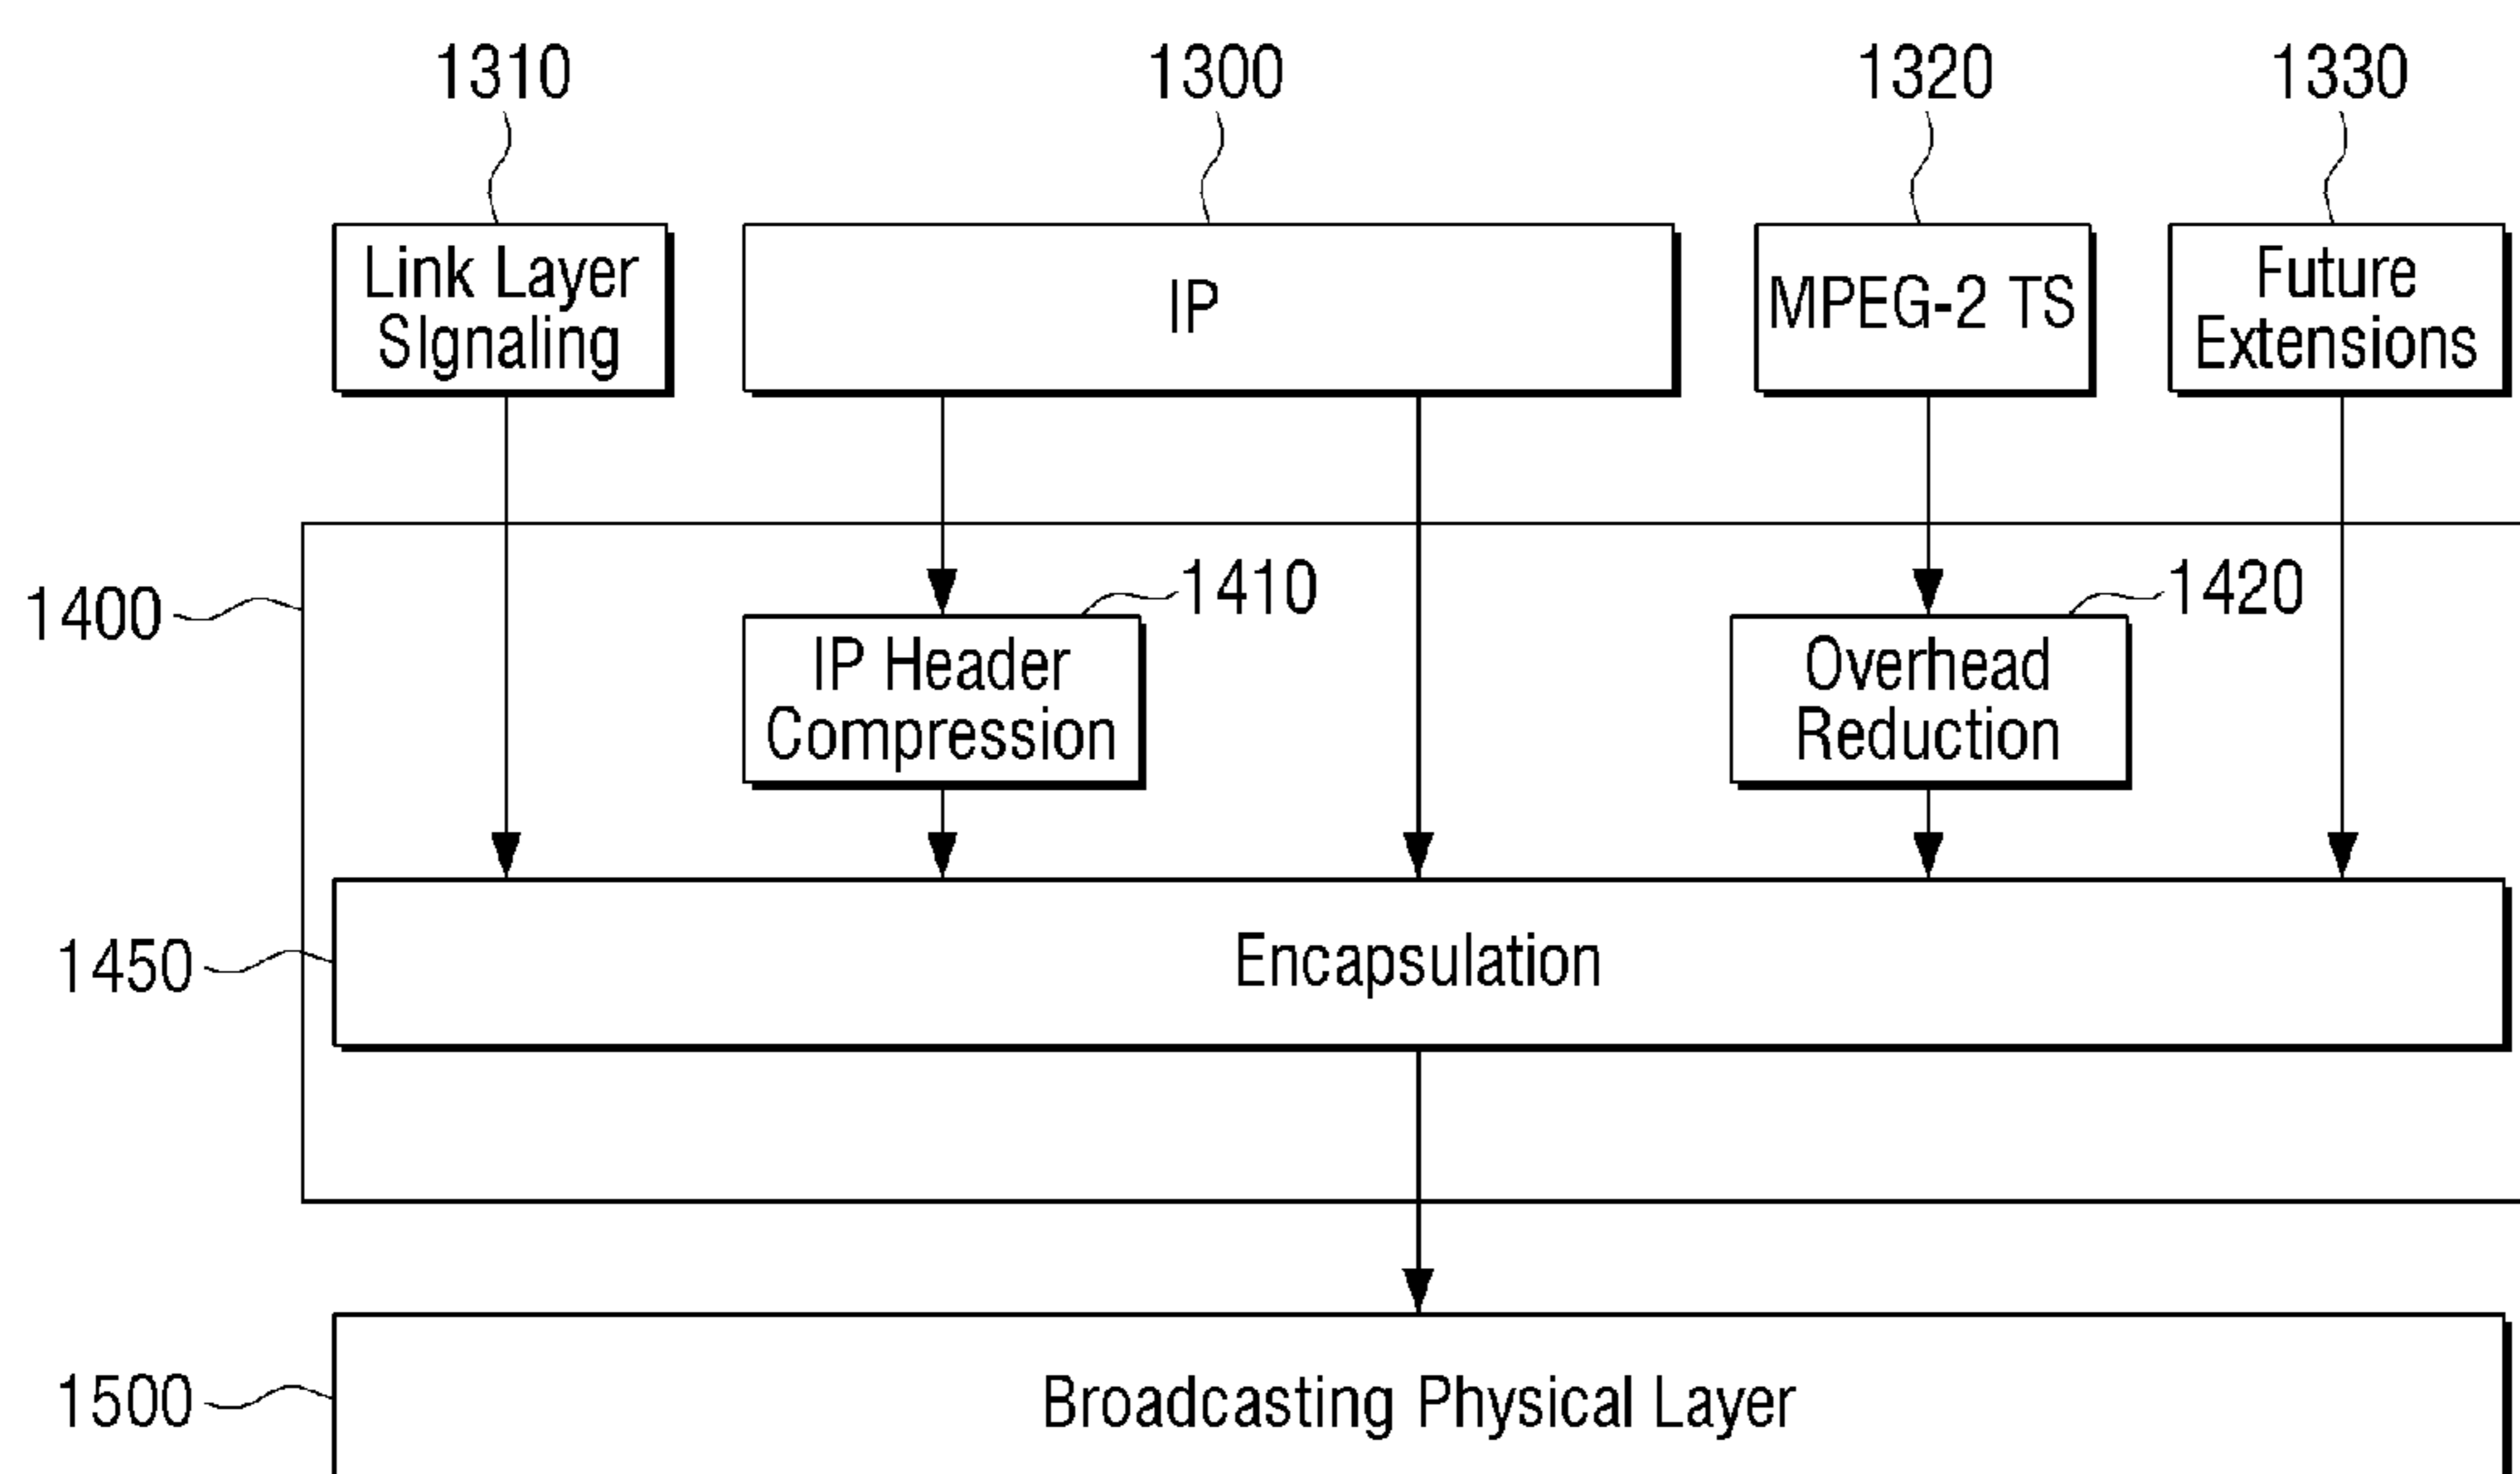 1310
1300
1320
1330
Link Layer
SIgnaling
IP
MPEG-2 TS
Future
Extensions
1400
1410
1420
IP Header
Compression
Overhead
Reduction
1450
Encapsulation
1500
Broadcasting Physical Layer